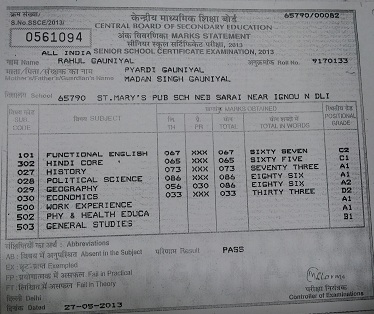 क्रम संख्या/
S.No.SSCE/2013/
0561094
केन्द्रीय माध्यमिक शिक्षा बोर्ड
65790/00082
CENTRAL BOARD OF SECONDARY EDUCATION
अंक विवरणिका MARKS STATEMENT
सीनियर स्कूल सर्टिफिकेट परीक्षा, 2013
ALL INDIA SENIOR SCHOOL CERTIFICATE EXAMINATION, 2013
नाम Name RAHUL GAUNIYAL अनुक्रमांक Roll No. 9170133
PYARDI GAUNIYAL
Mother's/Father's/Guardian's Name MADAN SINGH GAUNIYAL
विद्यालय School 65790 ST.MARY'S PUB SCH NEB SARAI NEAR IGNOU N DLI
MARKS OBTAINED
SUB CODE विषय SUBJECT TH PR TOTAL TOTAL IN WORDS POSITIONAL GRADE
101 FUNCTIONAL ENGLISH 067 XXX 067 SIXTY SEVEN C2
302 HINDI CORE 065 XXX 065 SIXTY FIVE C1
027 HISTORY 073 XXX 073 SEVENTY THREE A1
028 POLITICAL SCIENCE 086 XXX 086 EIGHTY SIX A1
029 GEOGRAPHY 056 030 086 EIGHTY SIX A2
030 ECONOMICS 033 XXX 033 THIRTY THREE D2
500 WORK EXPERIENCE A1
502 PHY & HEALTH EDUCA A1
503 GENERAL STUDIES B1
Abbreviations
AB : विषय में अनुपस्थित Absent in the Subject परिणाम Result PASS
EX : Exempted
FP : Fail in Practical
FT : Fail in Theory
दिल्ली Delhi
दिनांक Dated 27-05-2013
परीक्षा नियंत्रक
Controller of Examinations